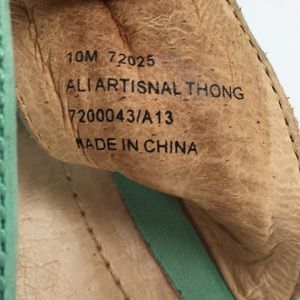 10M 72025
ALI ARTISNAL THONG
7200043/A13
MADE IN CHINA